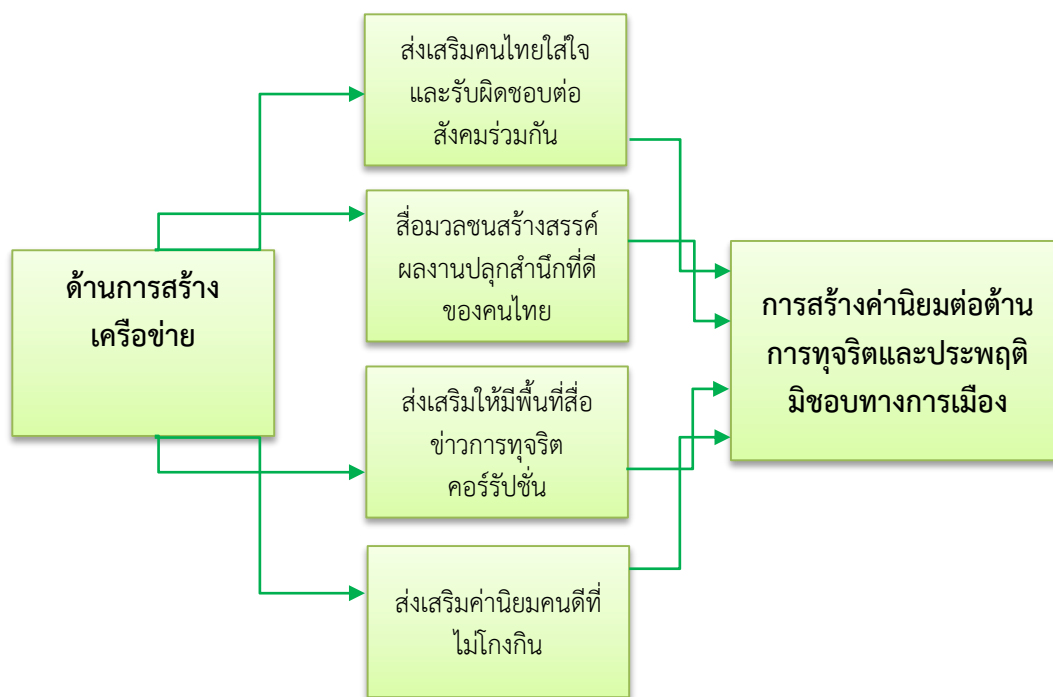 ส่งเสริมคนไทยใส่ใจ
และรับผิดชอบต่อ
สังคมร่วมกัน
สื่อมวลชนสร้างสรรค์
ผลงานปลุกสำนึกที่ดี
ของคนไทย
ด้านการสร้าง
เครือข่าย
การสร้างค่านิยมต่อต้าน
การทุจริตและประพฤติ
มิชอบทางการเมือง
ส่งเสริมให้มีพื้นที่สื่อ
ข่าวการทุจริต
คอร์รัปชั่น
ส่งเสริมค่านิยมคนดีที่
ไม่โกงกิน